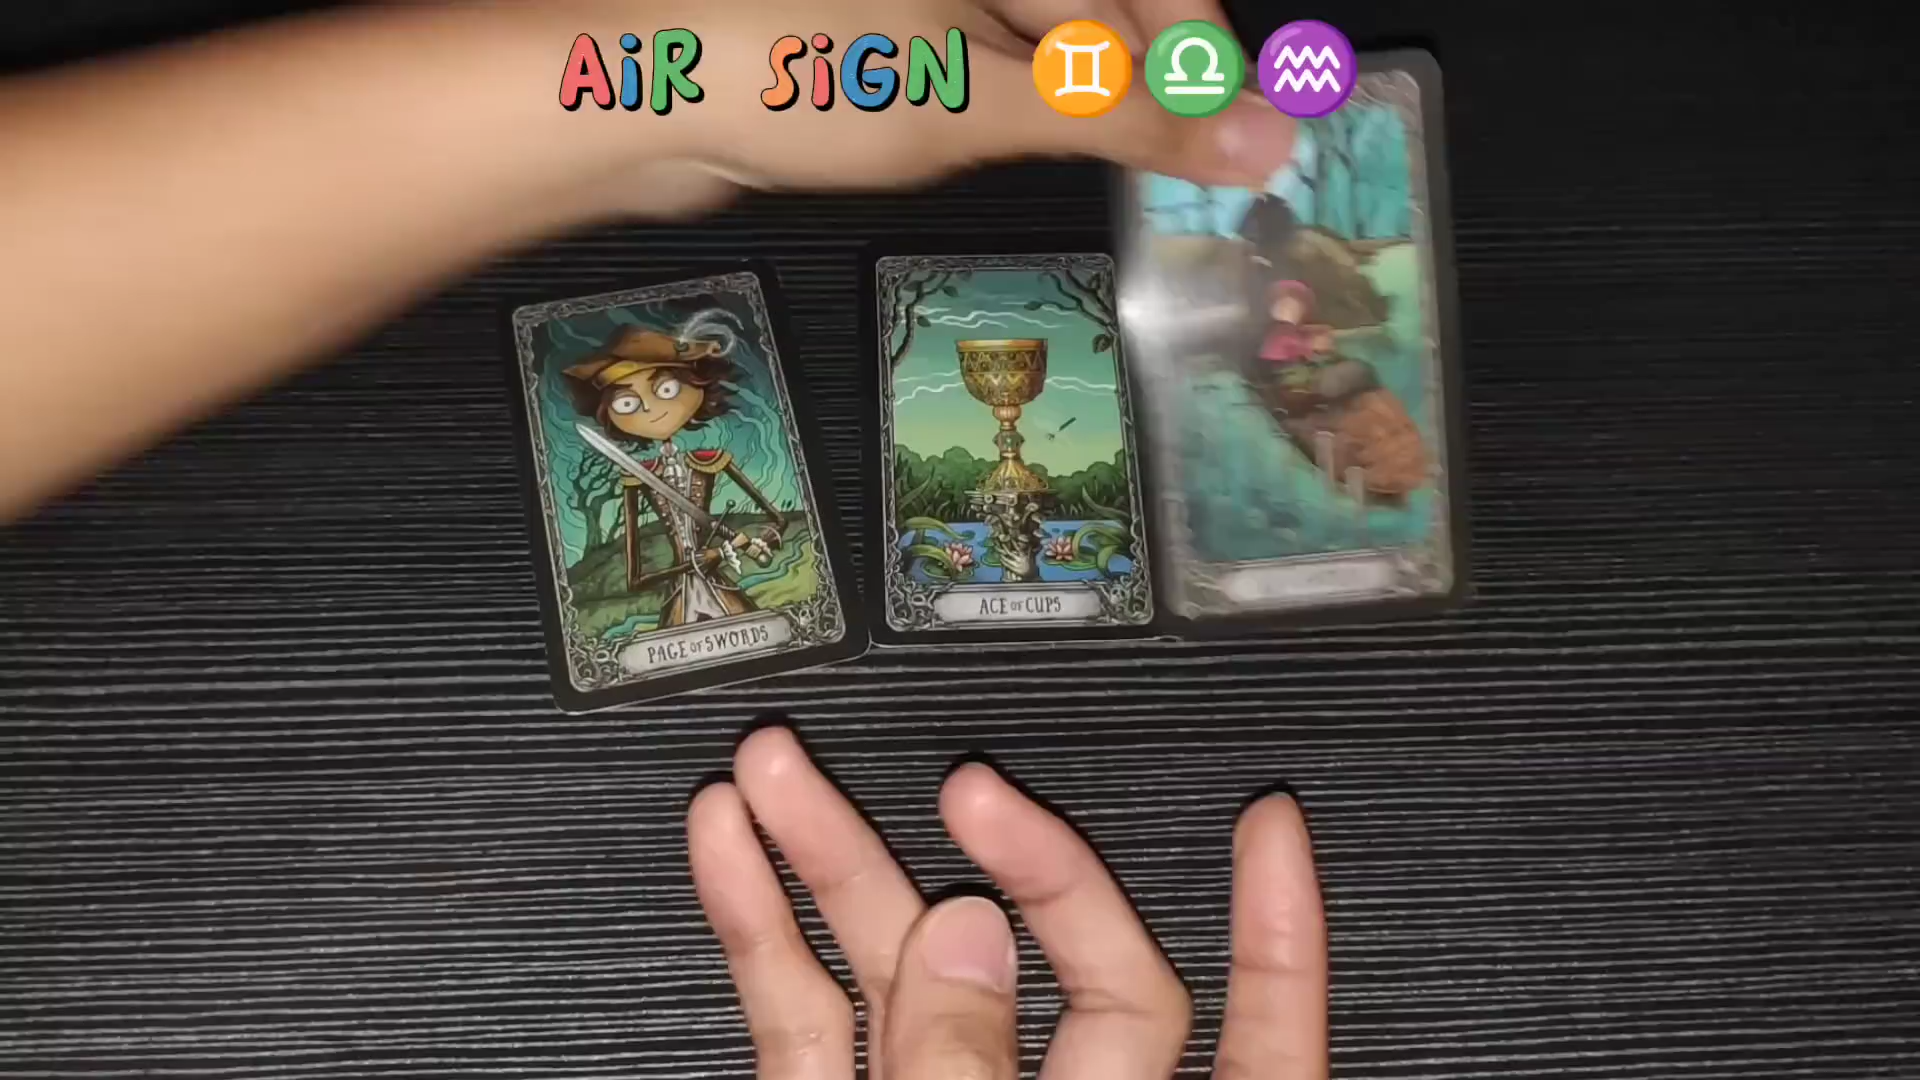 AiR SiGN ♊♎♒
PAGE OF SWORDS
ACE OF CUPS